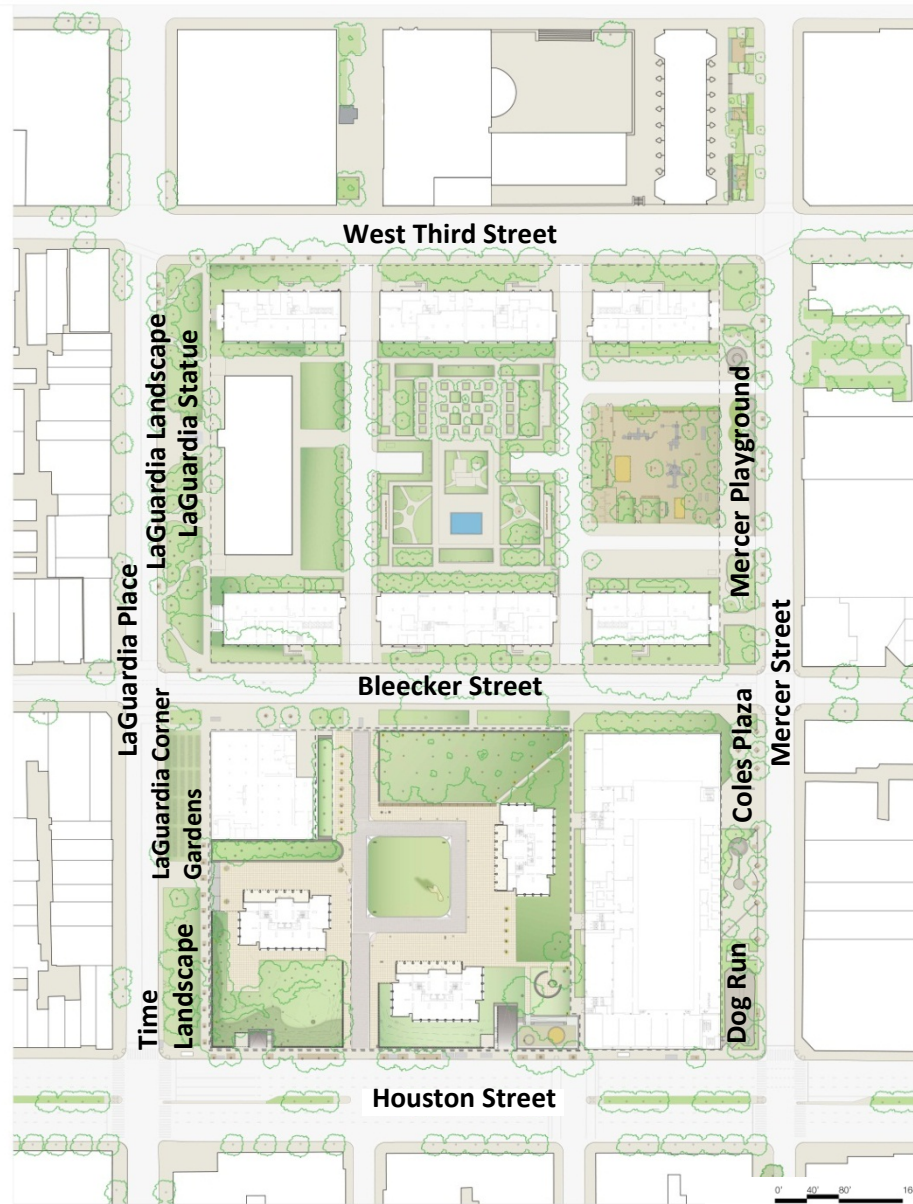 West Third Street
LaGuardia Landscape
LaGuardia Statue
Mercer Playground
LaGuardia Place
Mercer Street
Bleecker Street
LaGuardia Corner
Gardens
Coles Plaza
Time
Landscape
Dog Run
Houston Street
0' 40' 80' 16